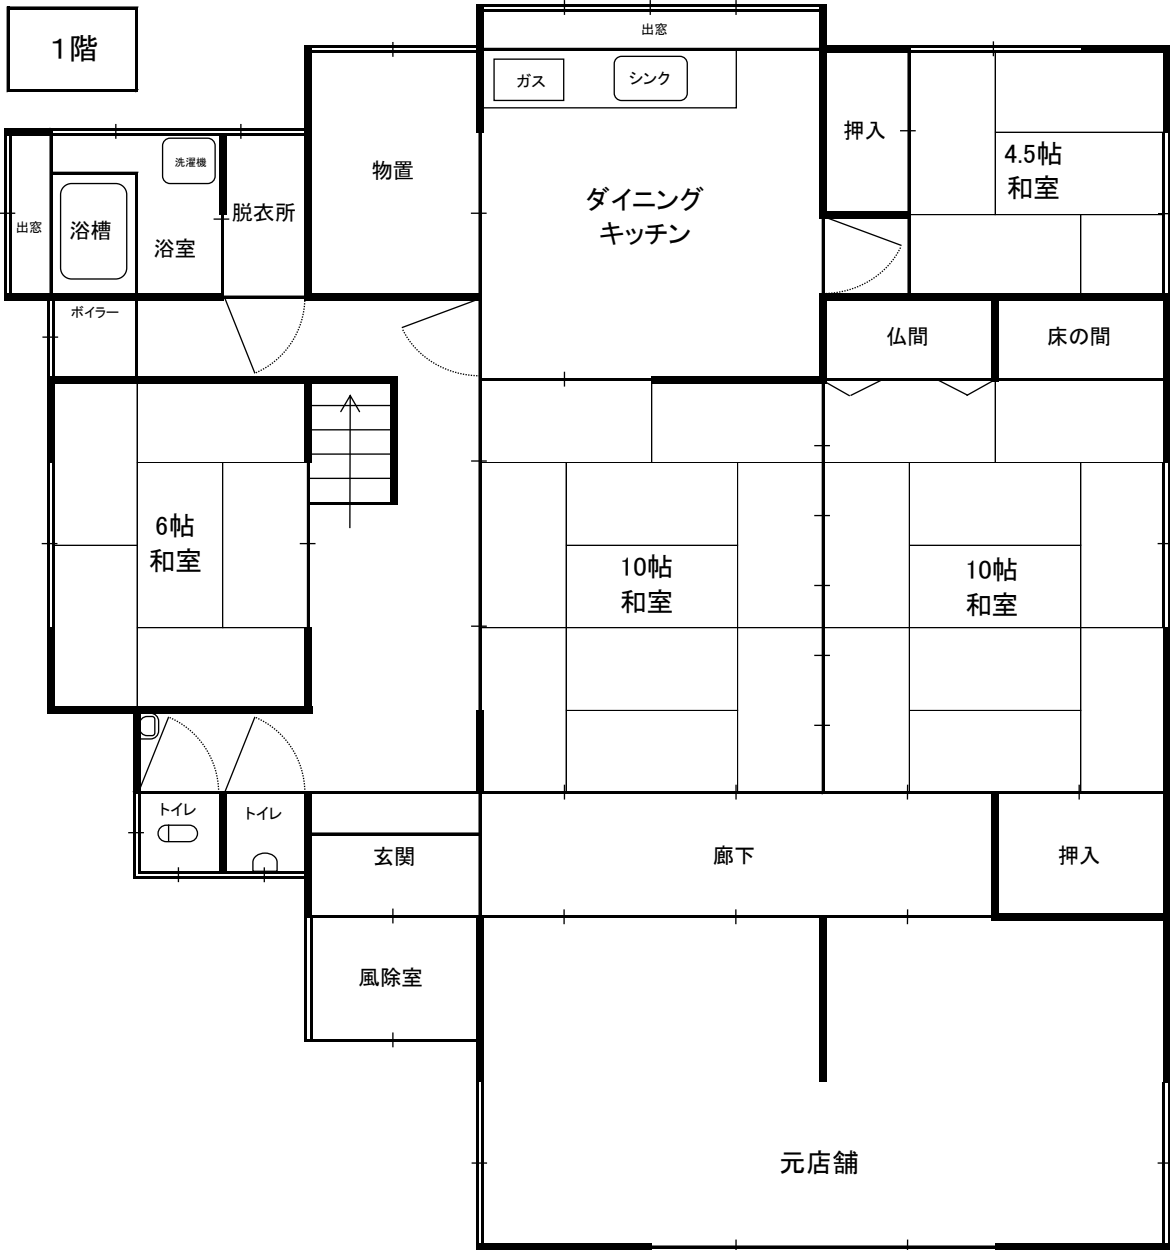 1階
出窓
ガス
シンク
押入
4.5帖
和室
洗濯機
物置
ダイニング
キッチン
脱衣所
出窓
浴槽
浴室
ボイラー
仏間
床の間
6帖
和室
10帖
和室
10帖
和室
トイレ
トイレ
玄関
廊下
押入
風除室
元店舗